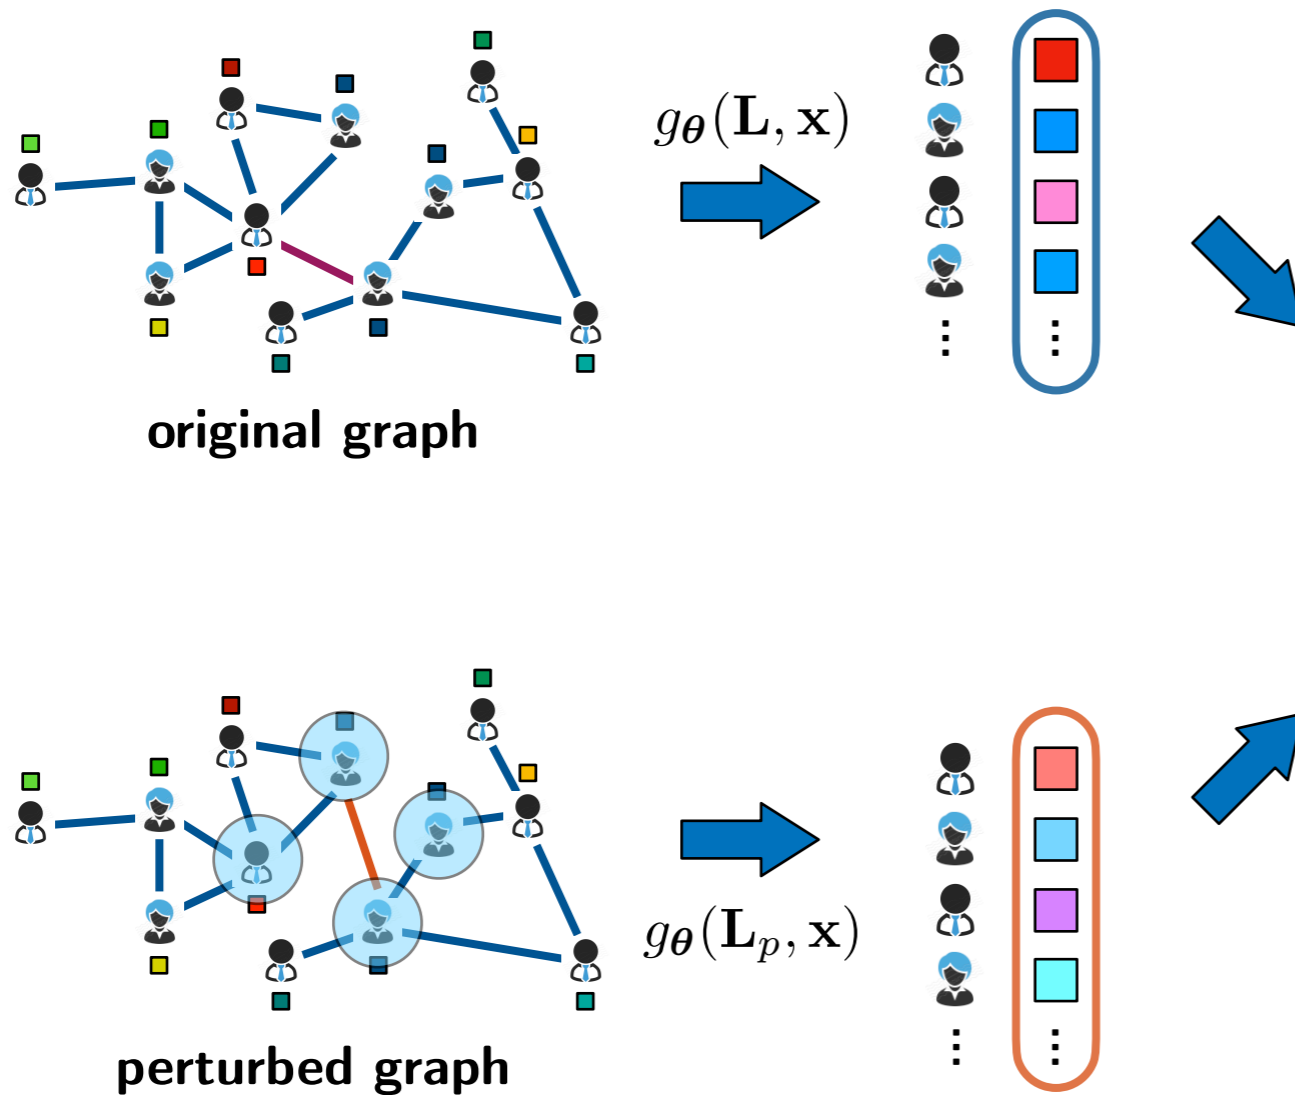 g_θ(L, x)
⋮ ⋮
original graph
g_θ(L_p, x)
⋮ ⋮
perturbed graph